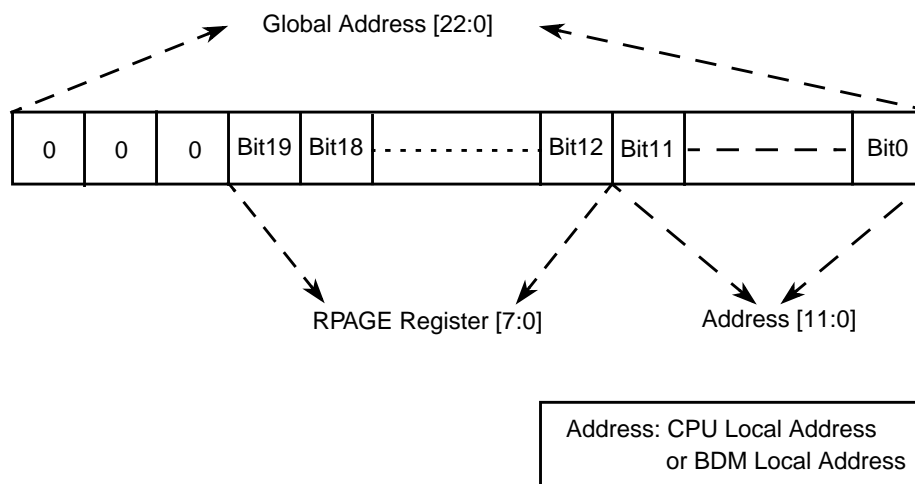 Global Address [22:0]
0 0 0 Bit19 Bit18 Bit12 Bit11 Bit0
RPAGE Register [7:0] Address [11:0]
Address: CPU Local Address
or BDM Local Address